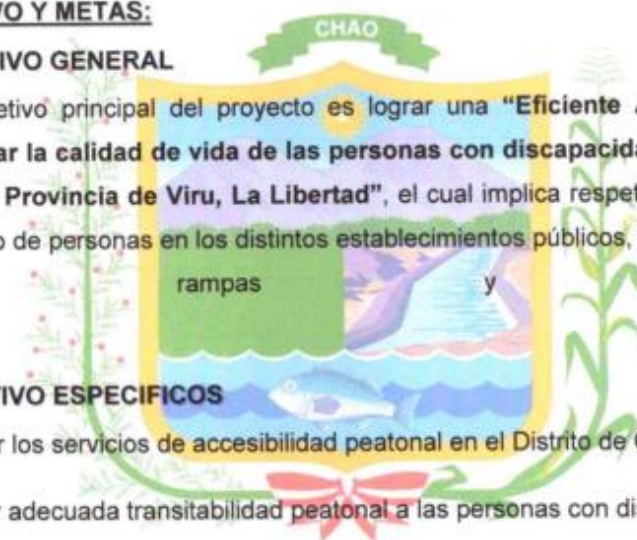 VO Y METAS:
CHAO
IVO GENERAL
etivo principal del proyecto es lograr una “Eficiente
ar la calidad de vida de las personas con discapacida
Provincia de Viru, La Libertad”, el cual implica respet
o de personas en los distintos establecimientos públicos,
rampas y
IVO ESPECIFICOS
r los servicios de accesibilidad peatonal en el Distrito de
r adecuada transitabilidad peatonal a las personas con dis